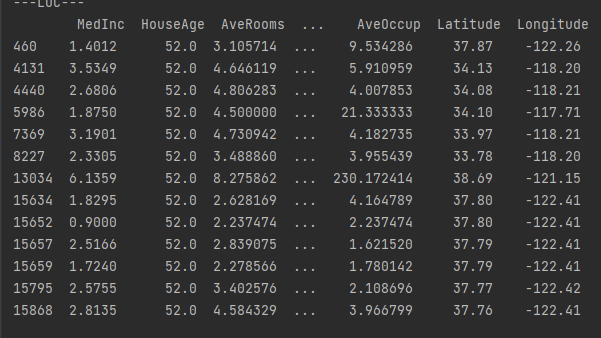 ---LOC---
MedInc HouseAge AveRooms ... AveOccup Latitude Longitude
460 1.4012 52.0 3.105714 ... 9.534286 37.87 -122.26
4131 3.5349 52.0 4.646119 ... 5.910959 34.13 -118.20
4440 2.6806 52.0 4.806283 ... 4.007853 34.08 -118.21
5986 1.8750 52.0 4.500000 ... 21.333333 34.10 -117.71
7369 3.1901 52.0 4.730942 ... 4.182735 33.97 -118.21
8227 2.3305 52.0 3.488860 ... 3.955439 33.78 -118.20
13034 6.1359 52.0 8.275862 ... 230.172414 38.69 -121.15
15634 1.8295 52.0 2.628169 ... 4.164789 37.80 -122.41
15652 0.9000 52.0 2.237474 ... 2.237474 37.80 -122.41
15657 2.5166 52.0 2.839075 ... 1.621520 37.79 -122.41
15659 1.7240 52.0 2.278566 ... 1.780142 37.79 -122.41
15795 2.5755 52.0 3.402576 ... 2.108696 37.77 -122.42
15868 2.8135 52.0 4.584329 ... 3.966799 37.76 -122.41